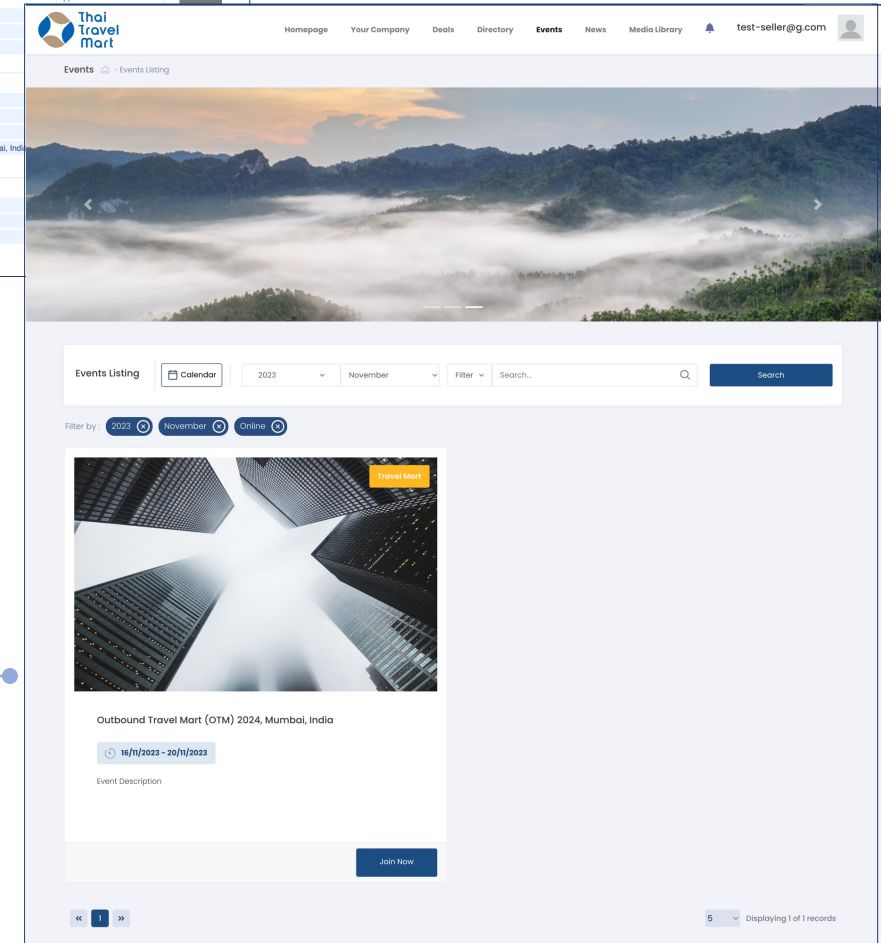 Thai
Travel
Mart
Homepage Your Company Deals Directory Events News Media Library test-seller@g.com
Events Events Listing
ai, India
Events Listing Calendar 2023 November Filter Search... Search
Filter by : 2023 November Online
Travel Mart
Outbound Travel Mart (OTM) 2024, Mumbai, India
16/11/2023 - 20/11/2023
Event Description
Join Now
« 1 » 5 Displaying 1 of 1 records